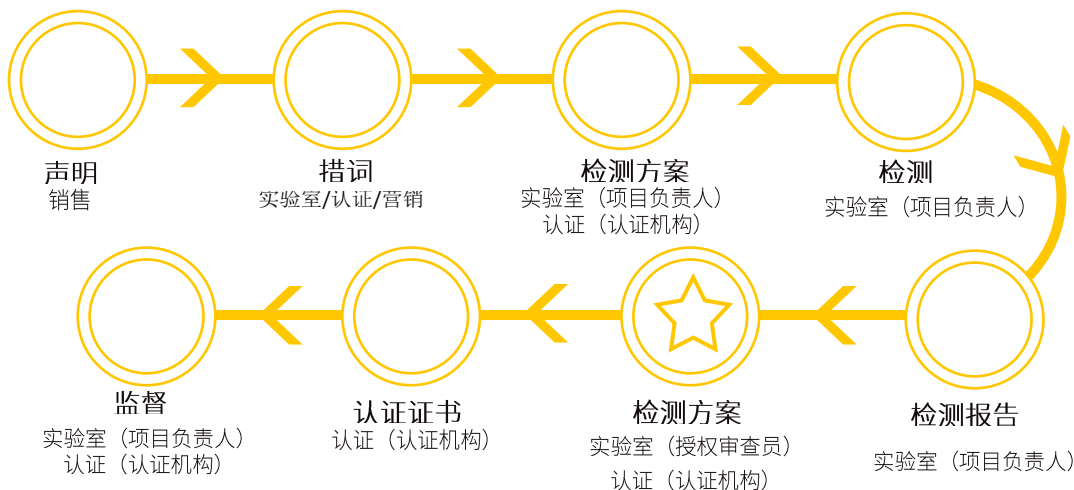 声明
销售
措词
实验室/认证/营销
检测方案
实验室（项目负责人）
认证（认证机构）
检测
实验室（项目负责人）
检测报告
实验室（项目负责人）
检测方案
实验室（授权审查员）
认证（认证机构）
认证证书
认证（认证机构）
监督
实验室（项目负责人）
认证（认证机构）